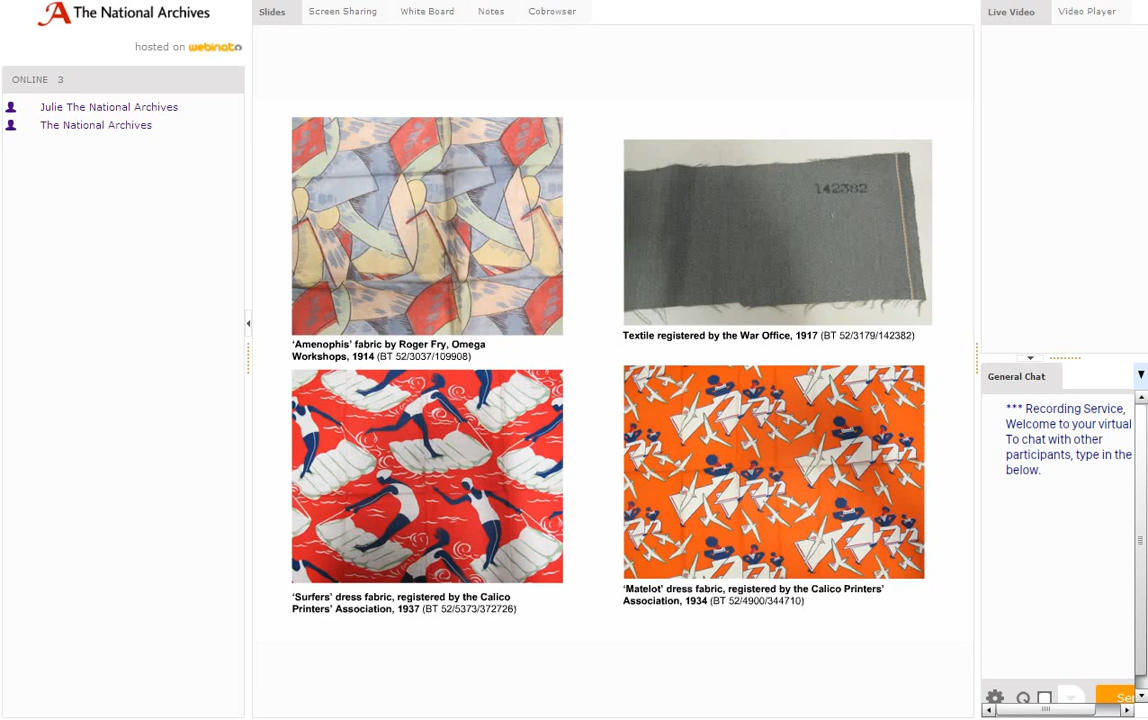 The National Archives
hosted on webinato
ONLINE 3
Julie The National Archives
The National Archives
Slides Screen Sharing White Board Notes Cobrowser
142382
'Amenophis' fabric by Roger Fry, Omega
Workshops, 1914 (BT 52/3037/109908)
Textile registered by the War Office, 1917 (BT 52/3179/142382)
'Surfers' dress fabric, registered by the Calico
Printers' Association, 1937 (BT 52/5373/372726)
'Matelot' dress fabric, registered by the Calico Printers'
Association, 1934 (BT 52/4900/344710)
Live Video Video Player
General Chat
*** Recording Service,
Welcome to your virtual
To chat with other
participants, type in the
below.